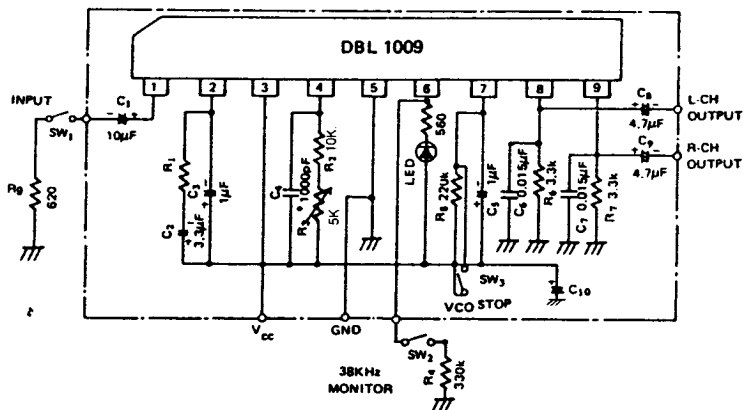 DBL 1009
1 2 3 4 5 6 7 8 9
INPUT
SW₁
C₁
10μF
Rg
620
R₁
C₂
3.3μF
C₃
1μF
C₄
* 1000pF
R₂ 10K
R₃
5K
560
LED
R₅ 220k
1μF
C₅
C₆ 0.015μF
R₆ 3.3k
C₇ 0.015μF
R₇ 3.3k
C₈
4.7μF
L-CH
OUTPUT
C₉
4.7μF
R-CH
OUTPUT
SW₃
VCO STOP
C₁₀
Vcc
GND
SW₂
38KHz
MONITOR
R₄
330k